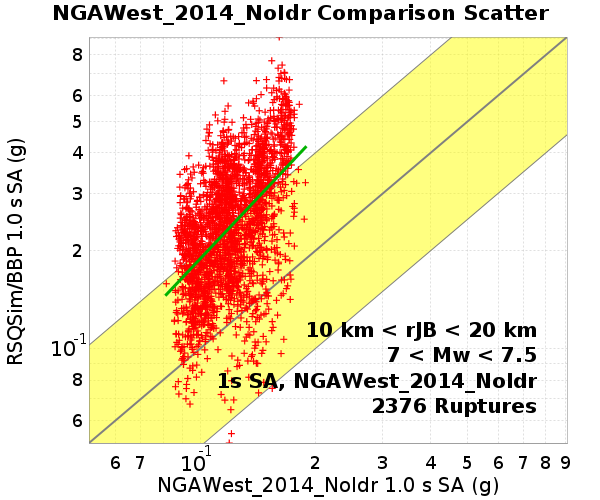 NGAWest_2014_NoIdr Comparison Scatter
RSQSim/BBP 1.0 s SA (g)
8
6
5
4
3
2
10-1
8
6
10 km < rJB < 20 km
7 < Mw < 7.5
1s SA, NGAWest_2014_NoIdr
2376 Ruptures
6 7 10-1 2 3 4 5 6 7 8 9
NGAWest_2014_NoIdr 1.0 s SA (g)